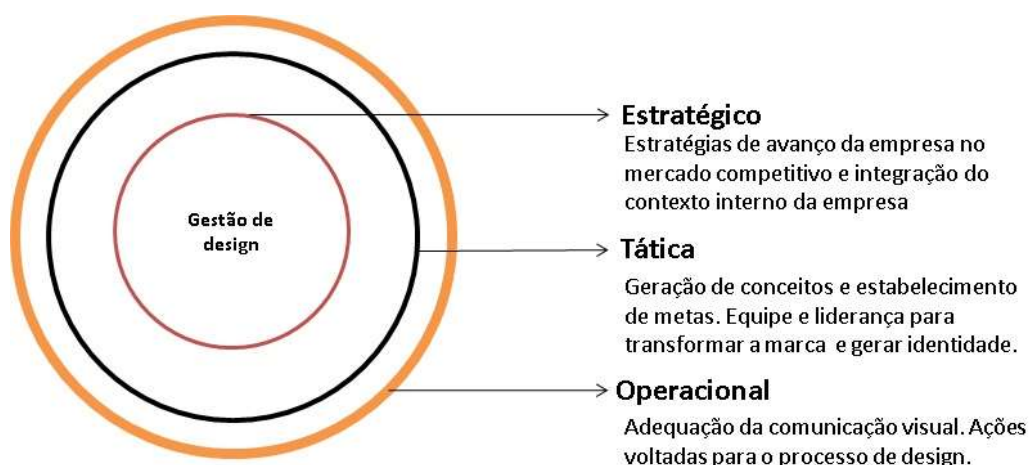 Gestão de
design
Estratégico
Estratégias de avanço da empresa no
mercado competitivo e integração do
contexto interno da empresa
Tática
Geração de conceitos e estabelecimento
de metas. Equipe e liderança para
transformar a marca e gerar identidade.
Operacional
Adequação da comunicação visual. Ações
voltadas para o processo de design.